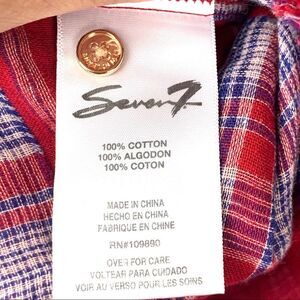 Seven7
100% COTTON
100% ALGODON
100% COTON
MADE IN CHINA
HECHO EN CHINA
FABRIQUE EN CHINE
RN#109890
OVER FOR CARE
VOLTEAR PARA CUIDADO
VOIR AU VERSO POUR LES SOINS